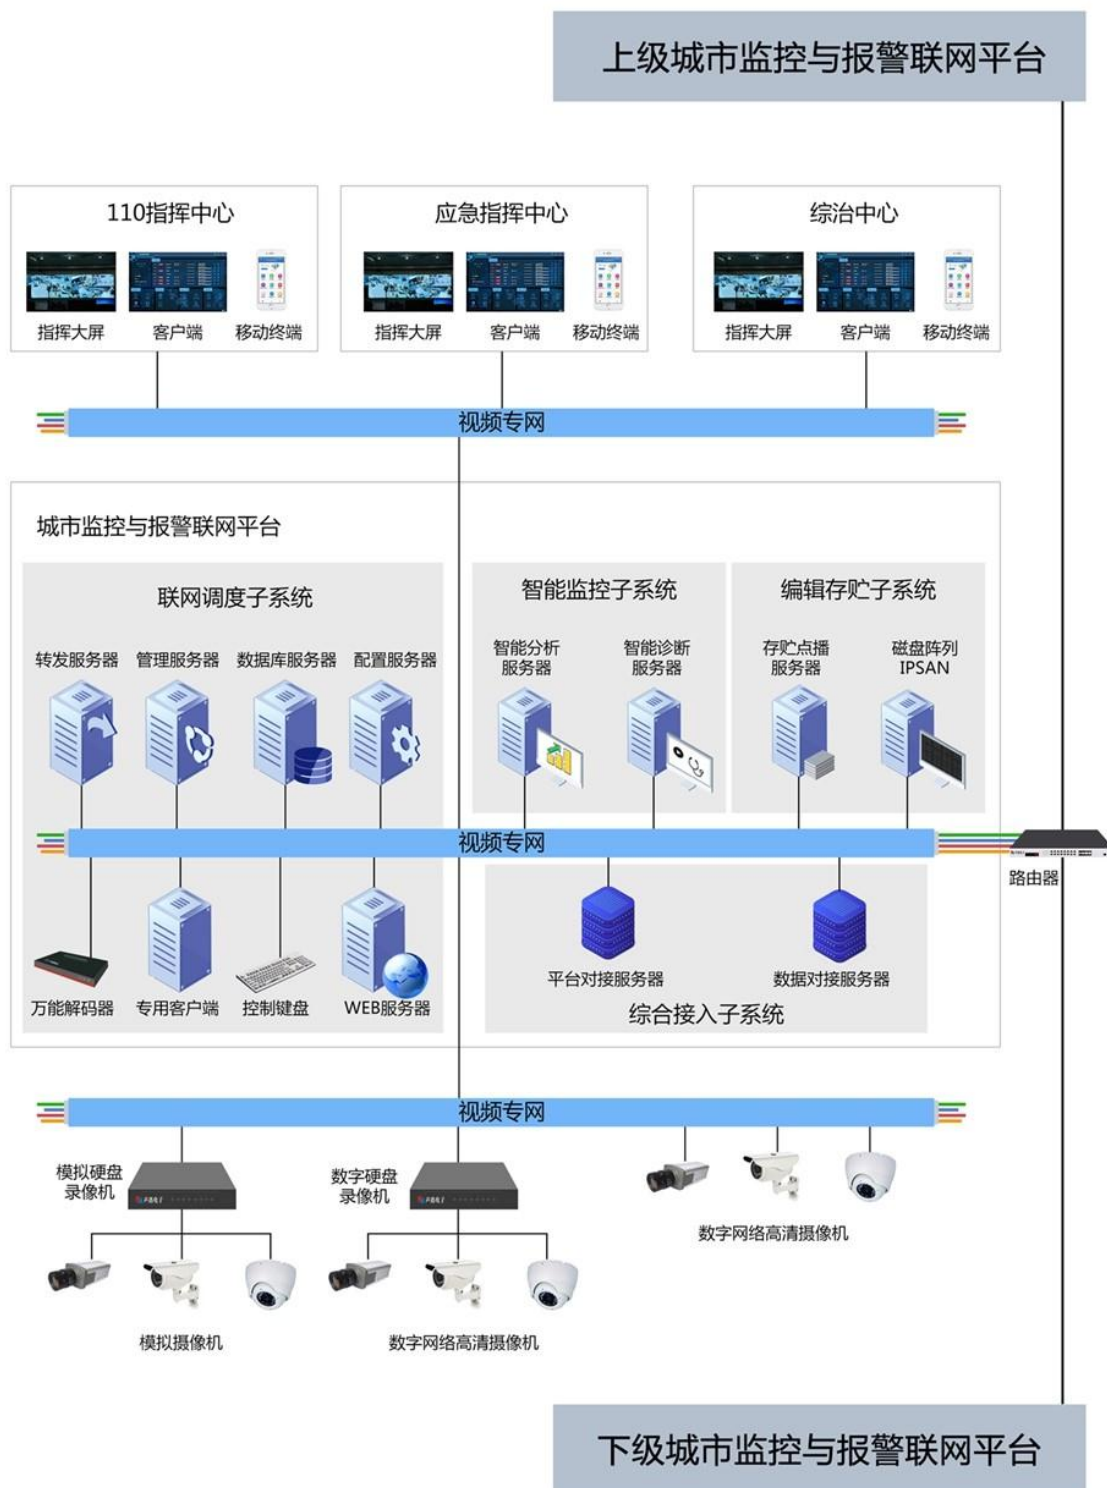 上级城市监控与报警联网平台
110指挥中心
应急指挥中心
综治中心
指挥大屏
客户端
移动终端
指挥大屏
客户端
移动终端
指挥大屏
客户端
移动终端
视频专网
城市监控与报警联网平台
联网调度子系统
智能监控子系统
编辑存贮子系统
转发服务器
管理服务器
数据库服务器
配置服务器
智能分析
服务器
智能诊断
服务器
存贮点播
服务器
磁盘阵列
IPSAN
视频专网
路由器
万能解码器
专用客户端
控制键盘
WEB服务器
平台对接服务器
数据对接服务器
综合接入子系统
视频专网
模拟硬盘
录像机
数字硬盘
录像机
数字网络高清摄像机
模拟摄像机
数字网络高清摄像机
下级城市监控与报警联网平台